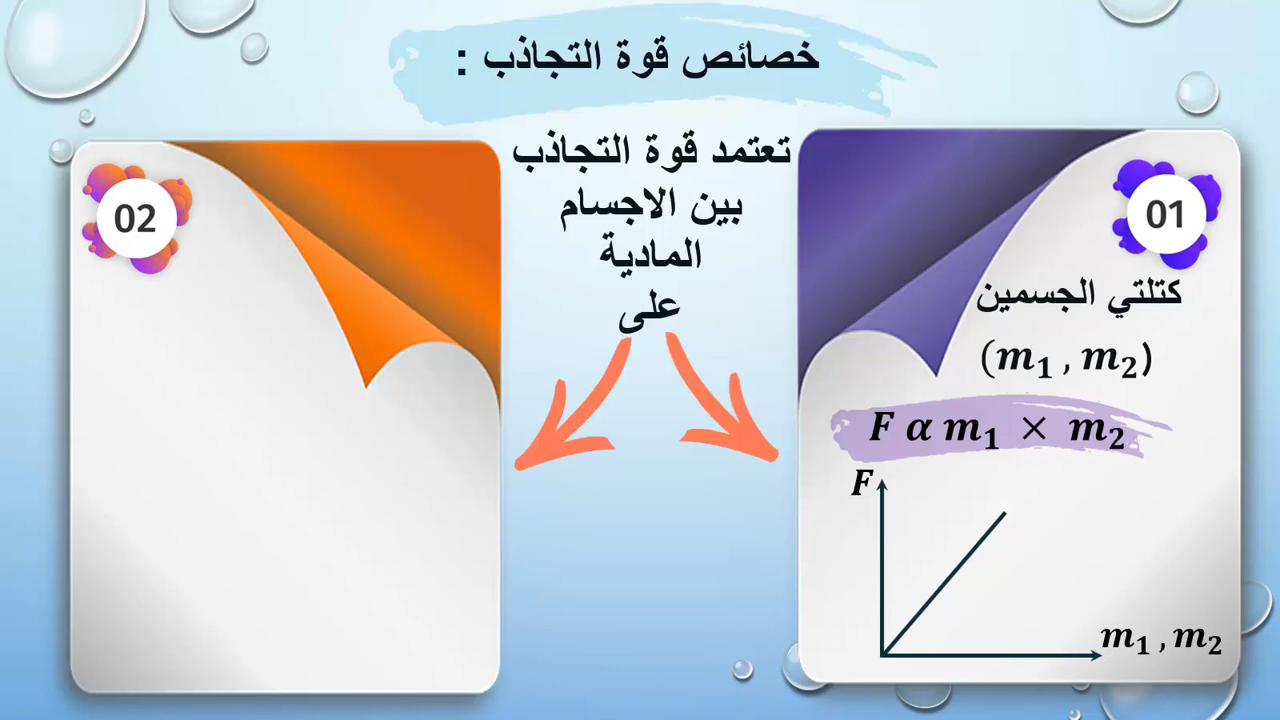 خصائص قوة التجاذب :
تعتمد قوة التجاذب
بين الاجسام
المادية
على
01
كتلتي الجسمين
(m₁ , m₂)
F α m₁ × m₂
F
m₁ , m₂
02